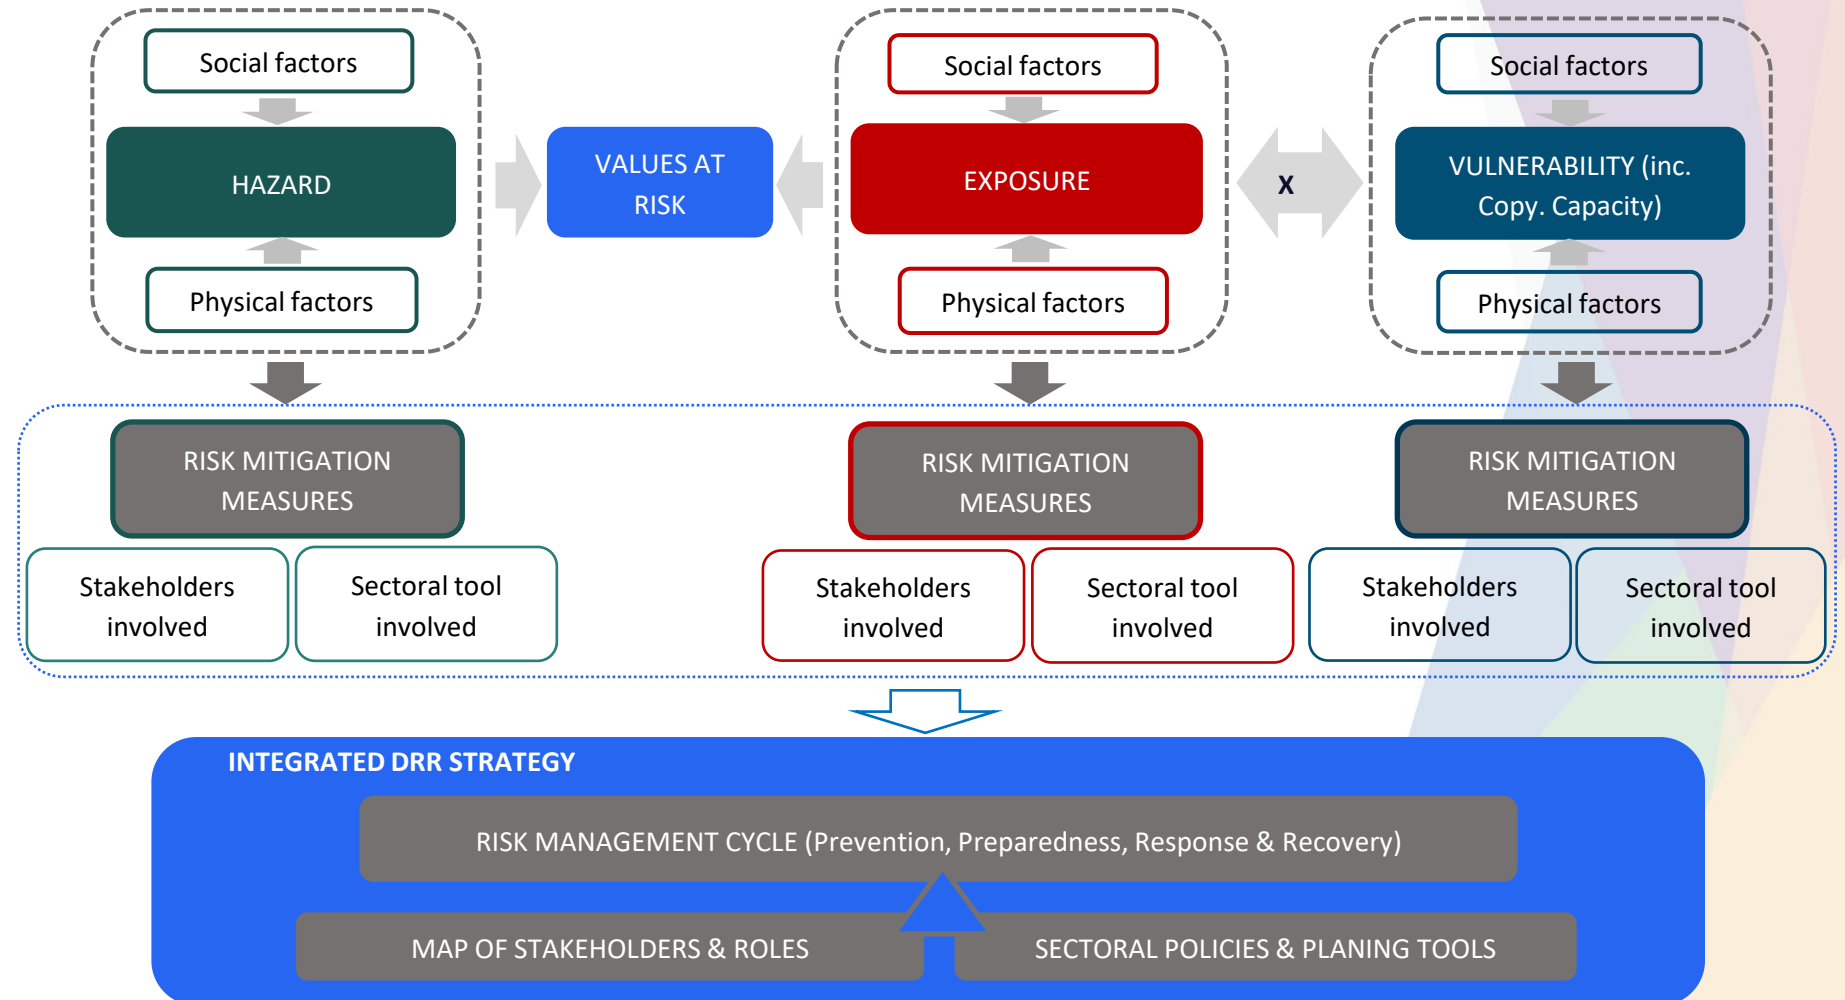 Social factors
Social factors
Social factors
HAZARD
VALUES AT
RISK
EXPOSURE
X
VULNERABILITY (inc.
Copy. Capacity)
Physical factors
Physical factors
Physical factors
RISK MITIGATION
MEASURES
RISK MITIGATION
MEASURES
RISK MITIGATION
MEASURES
Stakeholders
involved
Sectoral tool
involved
Stakeholders
involved
Sectoral tool
involved
Stakeholders
involved
Sectoral tool
involved
INTEGRATED DRR STRATEGY
RISK MANAGEMENT CYCLE (Prevention, Preparedness, Response & Recovery)
MAP OF STAKEHOLDERS & ROLES
SECTORAL POLICIES & PLANING TOOLS